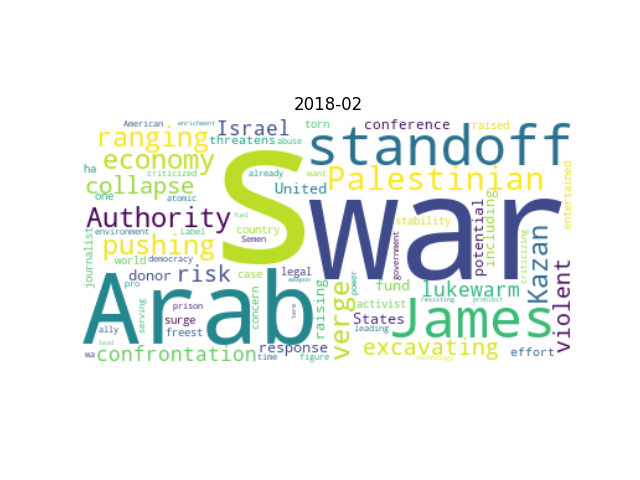 2018-02
American enrichment Israel torn conference raised
ranging threatens abuse standoff
ha economy criticized already want Palestinian entertained
collapse one atomic S United
Authority fuel war stability potential including
journalist environment Label country Semen government Kazan
pushing democracy criticizing
world donor risk case legal fund lukewarm
Arab pro weapon concern raising power activist resisting prohibit violent
ally serving prison surge term verge States James
freest leading
lead response excavating
wa confrontation time figure technology effort